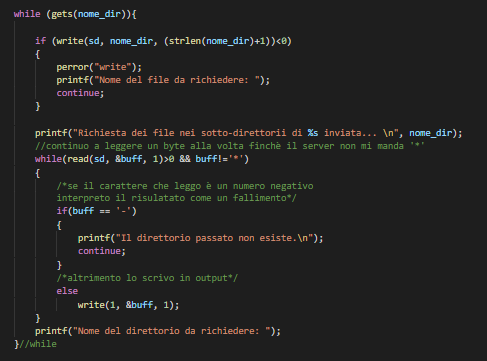 while (gets(nome_dir)){
if (write(sd, nome_dir, (strlen(nome_dir)+1))<0)
{
perror("write");
printf("Nome del file da richiedere: ");
continue;
}
printf("Richiesta dei file nei sotto-direttorii di %s inviata... \n", nome_dir);
//continuo a leggere un byte alla volta finchè il server non mi manda '*'
while(read(sd, &buff, 1)>0 && buff!='*')
{
/*se il carattere che leggo è un numero negativo
interpreto il risulatato come un fallimento*/
if(buff == '-')
{
printf("Il direttorio passato non esiste.\n");
continue;
}
/*altrimento lo scrivo in output*/
else
write(1, &buff, 1);
}
printf("Nome del direttorio da richiedere: ");
}//while